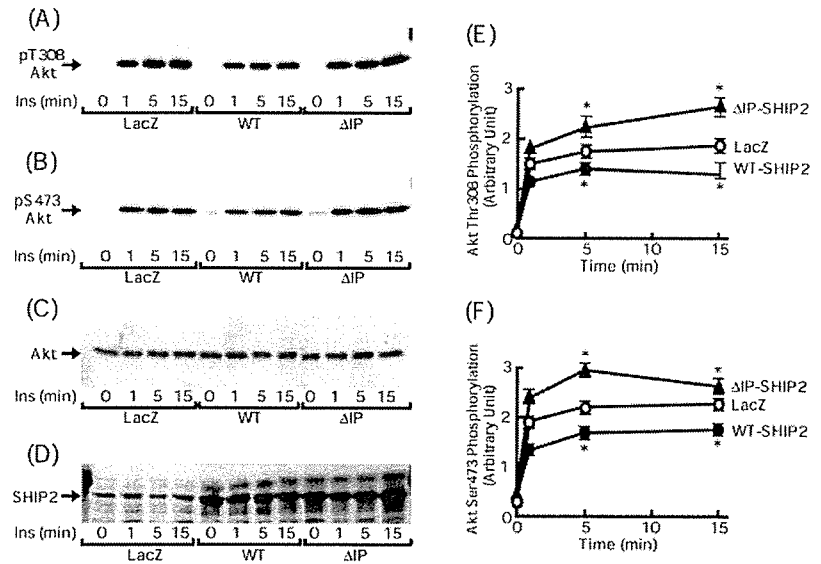 (A)
pT308
Akt
Ins (min) 0 1 5 15 0 1 5 15 0 1 5 15
LacZ WT ΔIP
(B)
pS473
Akt
Ins (min) 0 1 5 15 0 1 5 15 0 1 5 15
LacZ WT ΔIP
(C)
Akt
Ins (min) 0 1 5 15 0 1 5 15 0 1 5 15
LacZ WT ΔIP
(D)
SHIP2
Ins (min) 0 1 5 15 0 1 5 15 0 1 5 15
LacZ WT ΔIP
(E)
Akt Thr308 Phosphorylation
(Arbitrary Unit)
3
2
1
0
* *
* *
ΔIP-SHIP2
LacZ
WT-SHIP2
0 5 10 15
Time (min)
(F)
Akt Ser473 Phosphorylation
(Arbitrary Unit)
3
2
1
0
* *
* *
ΔIP-SHIP2
LacZ
WT-SHIP2
0 5 10 15
Time (min)